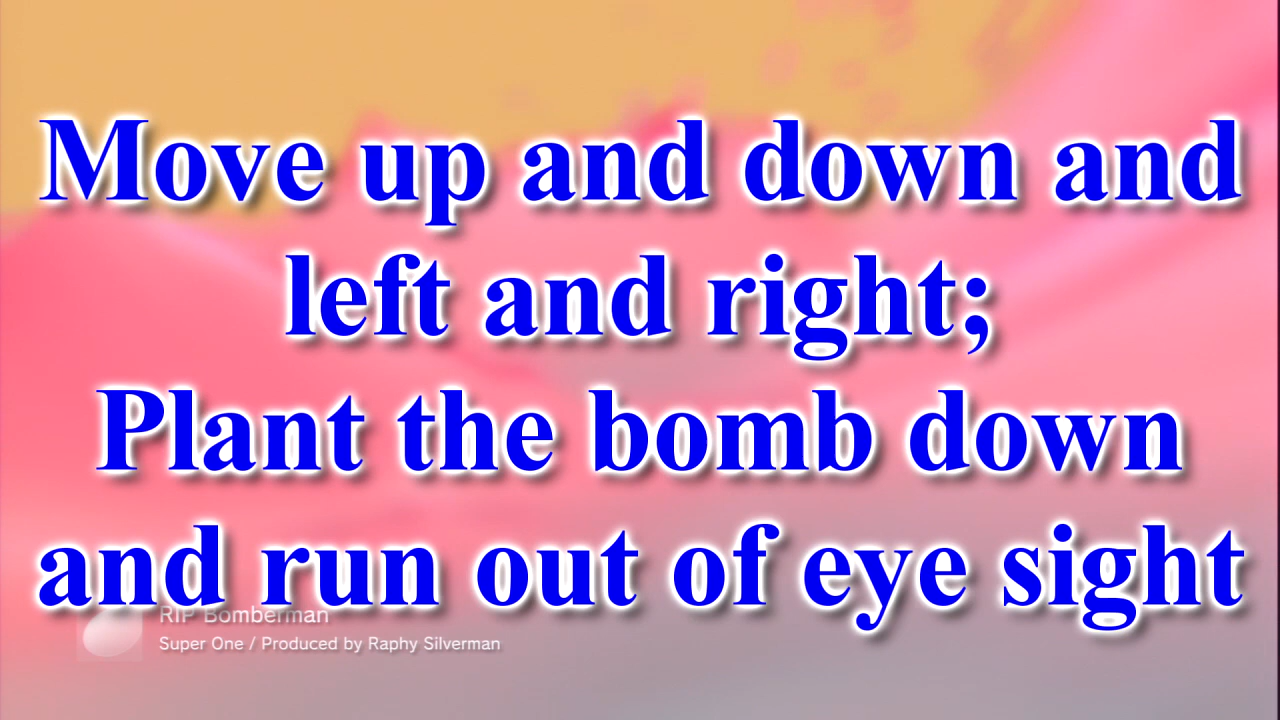 Move up and down and
left and right;
Plant the bomb down
and run out of eye sight
RIP Bomberman
Super One / Produced by Raphy Silverman